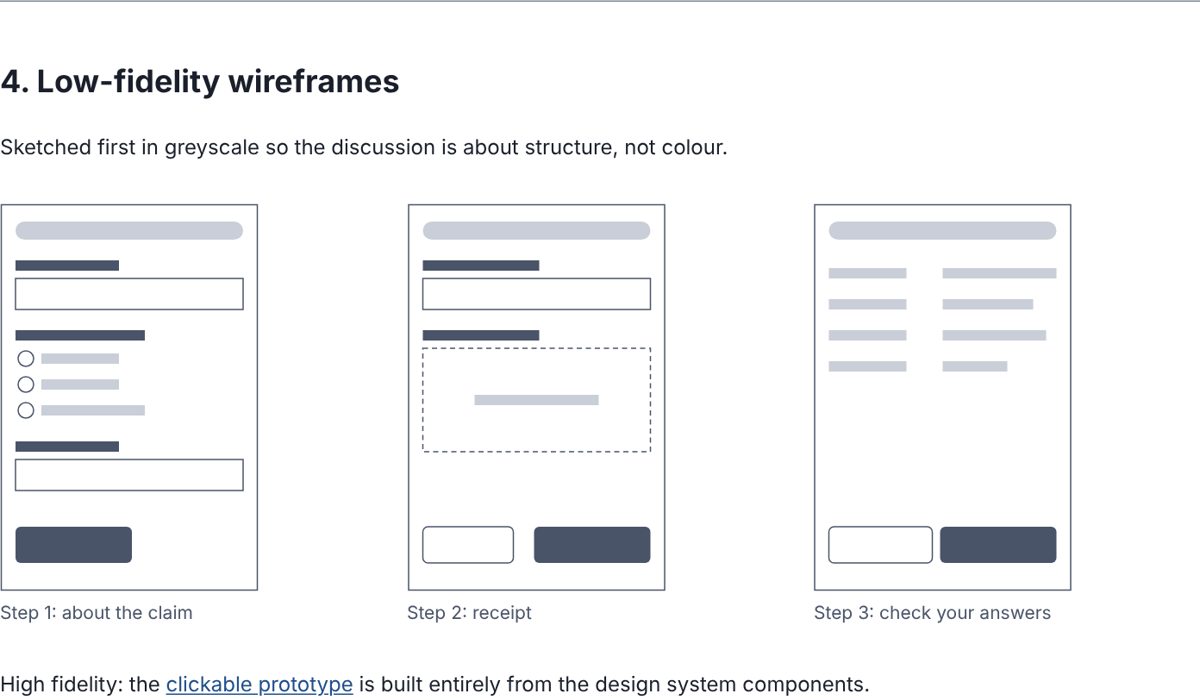 4. Low-fidelity wireframes
Sketched first in greyscale so the discussion is about structure, not colour.
Step 1: about the claim
Step 2: receipt
Step 3: check your answers
High fidelity: the clickable prototype is built entirely from the design system components.